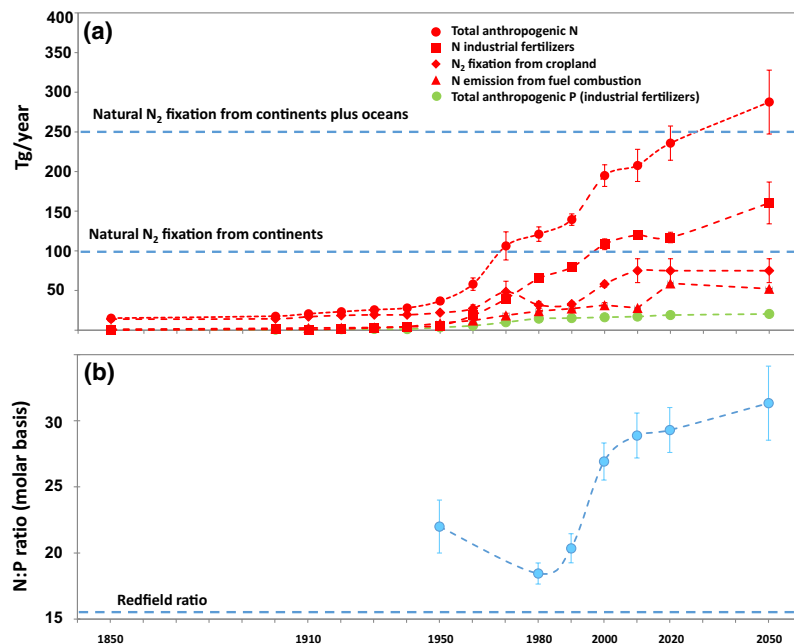 (a)
Tg/year
400
350
300
250
200
150
100
50
Total anthropogenic N
N industrial fertilizers
N₂ fixation from cropland
N emission from fuel combustion
Total anthropogenic P (industrial fertilizers)
Natural N₂ fixation from continents plus oceans
Natural N₂ fixation from continents
(b)
N:P ratio (molar basis)
30
25
20
15
Redfield ratio
1850 1910 1950 1980 2000 2020 2050